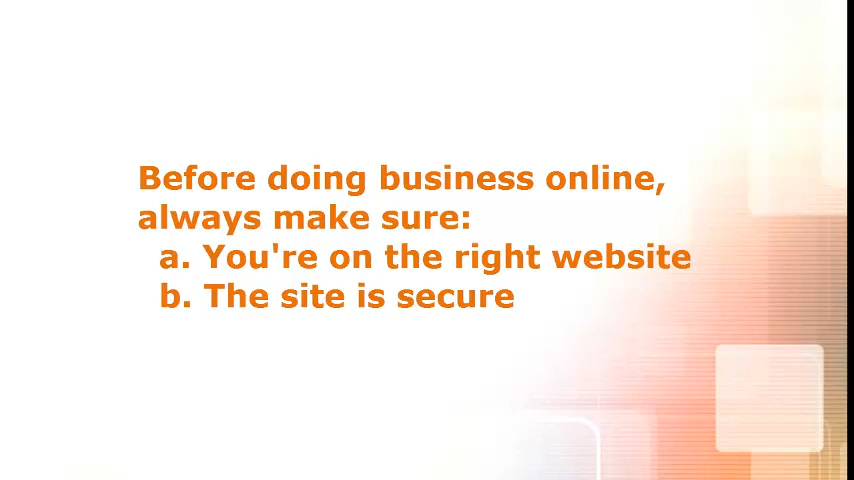 Before doing business online,
always make sure:
a. You're on the right website
b. The site is secure